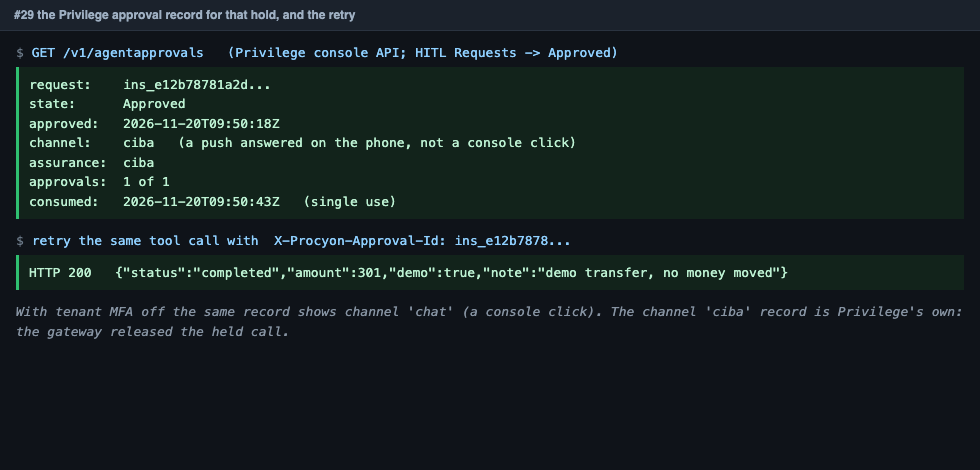 #29 the Privilege approval record for that hold, and the retry
$ GET /v1/agentapprovals   (Privilege console API; HITL Requests -> Approved)
request:    ins_e12b78781a2d...
state:      Approved
approved:   2026-11-20T09:50:18Z
channel:    ciba   (a push answered on the phone, not a console click)
assurance:  ciba
approvals:  1 of 1
consumed:   2026-11-20T09:50:43Z   (single use)
$ retry the same tool call with  X-Procyon-Approval-Id: ins_e12b7878...
HTTP 200   {"status":"completed","amount":301,"demo":true,"note":"demo transfer, no money moved"}
With tenant MFA off the same record shows channel 'chat' (a console click). The channel 'ciba' record is Privilege's own:
the gateway released the held call.